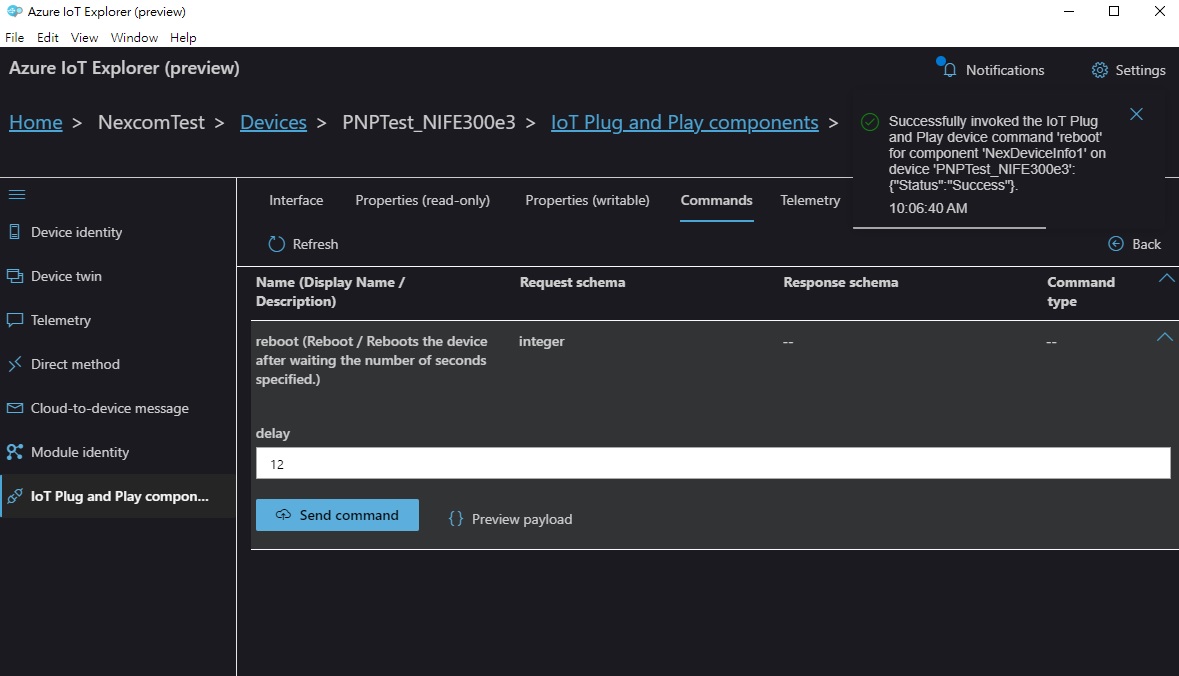 Azure IoT Explorer (preview)
File Edit View Window Help
Azure IoT Explorer (preview)
Notifications
Settings
Home > NexcomTest > Devices > PNPTest_NIFE300e3 > IoT Plug and Play components >
Successfully invoked the IoT Plug
and Play device command 'reboot'
for component 'NexDeviceInfo1' on
device 'PNPTest_NIFE300e3':
{"Status":"Success"}.
10:06:40 AM
Device identity
Device twin
Telemetry
Direct method
Cloud-to-device message
Module identity
IoT Plug and Play compon...
Interface Properties (read-only) Properties (writable) Commands Telemetry
Refresh
Back
Name (Display Name /
Description)
Request schema
Response schema
Command
type
reboot (Reboot / Reboots the device
after waiting the number of seconds
specified.)
integer
--
--
delay
12
Send command
{} Preview payload